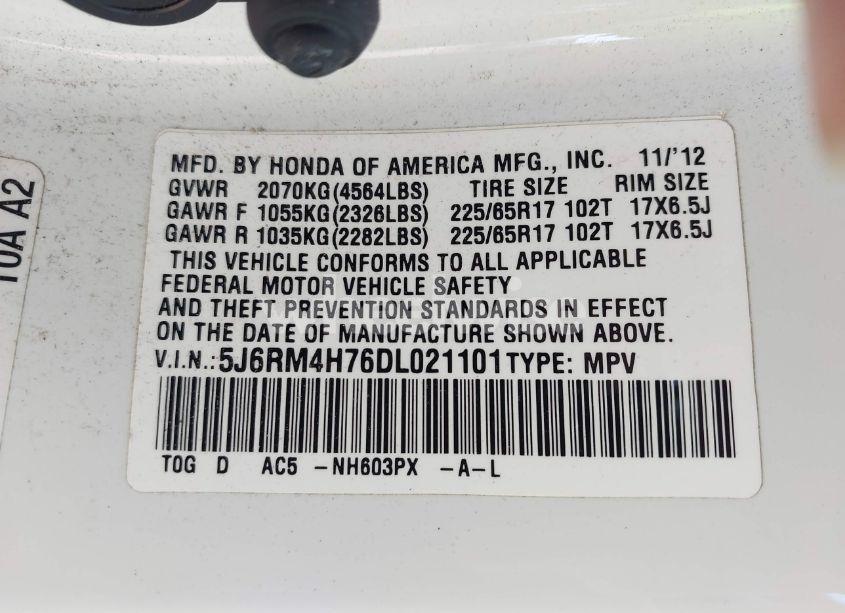 MFD. BY HONDA OF AMERICA MFG., INC. 11/'12
GVWR 2070KG(4564LBS) TIRE SIZE RIM SIZE
GAWR F 1055KG(2326LBS) 225/65R17 102T 17X6.5J
GAWR R 1035KG(2282LBS) 225/65R17 102T 17X6.5J
THIS VEHICLE CONFORMS TO ALL APPLICABLE
FEDERAL MOTOR VEHICLE SAFETY
AND THEFT PREVENTION STANDARDS IN EFFECT
ON THE DATE OF MANUFACTURE SHOWN ABOVE.
V.I.N.: 5J6RM4H76DL021101 TYPE: MPV
T0G D AC5 -NH603PX -A-L
10A A2